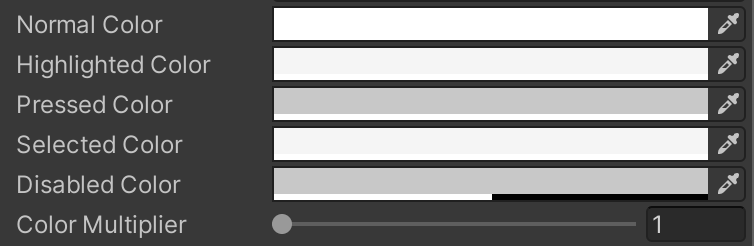 Normal Color
Highlighted Color
Pressed Color
Selected Color
Disabled Color
Color Multiplier 1